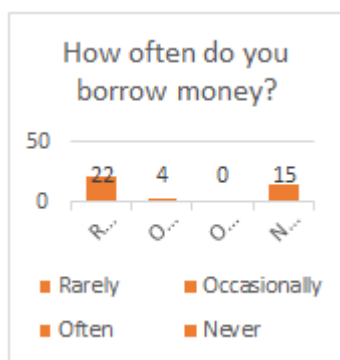 How often do you
borrow money?
50
22 4 0 15
0
R... O... O... N...
Rarely Occasionally
Often Never